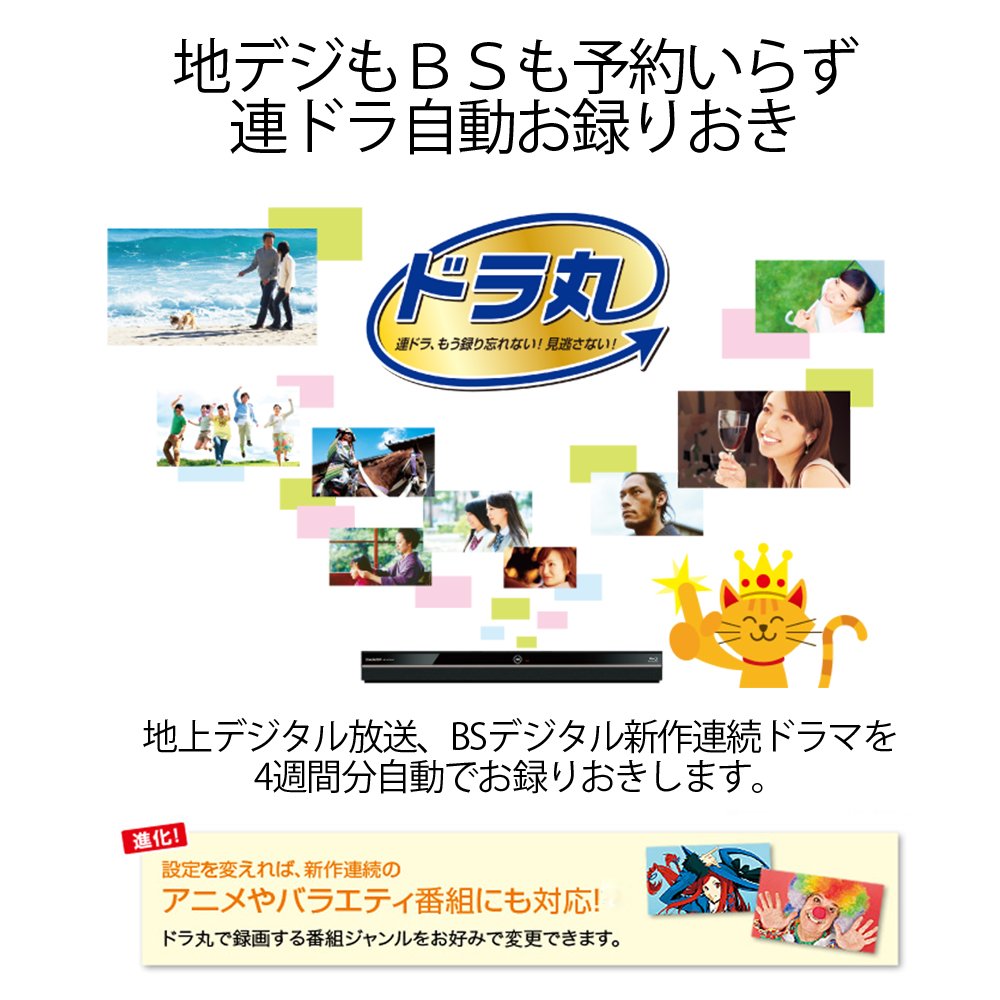 地デジもＢＳも予約いらず
連ドラ自動お録りおき
ドラ丸
連ドラ、もう録り忘れない！見逃さない！
地上デジタル放送、BSデジタル新作連続ドラマを
4週間分自動でお録りおきします。
進化！
設定を変えれば、新作連続の
アニメやバラエティ番組にも対応！
ドラ丸で録画する番組ジャンルをお好みで変更できます。